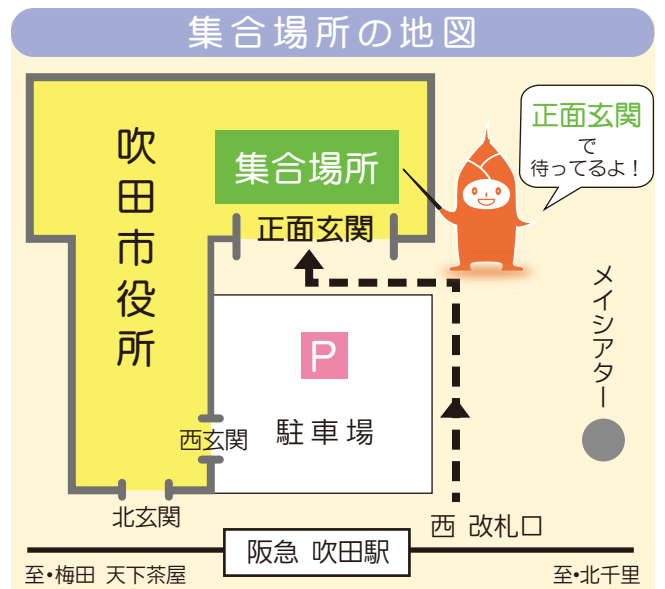 集合場所の地図
吹田市役所
集合場所
正面玄関
正面玄関
で
待ってるよ！
メイシアター
P
駐車場
西玄関
北玄関
西 改札口
阪急 吹田駅
至・梅田 天下茶屋
至・北千里